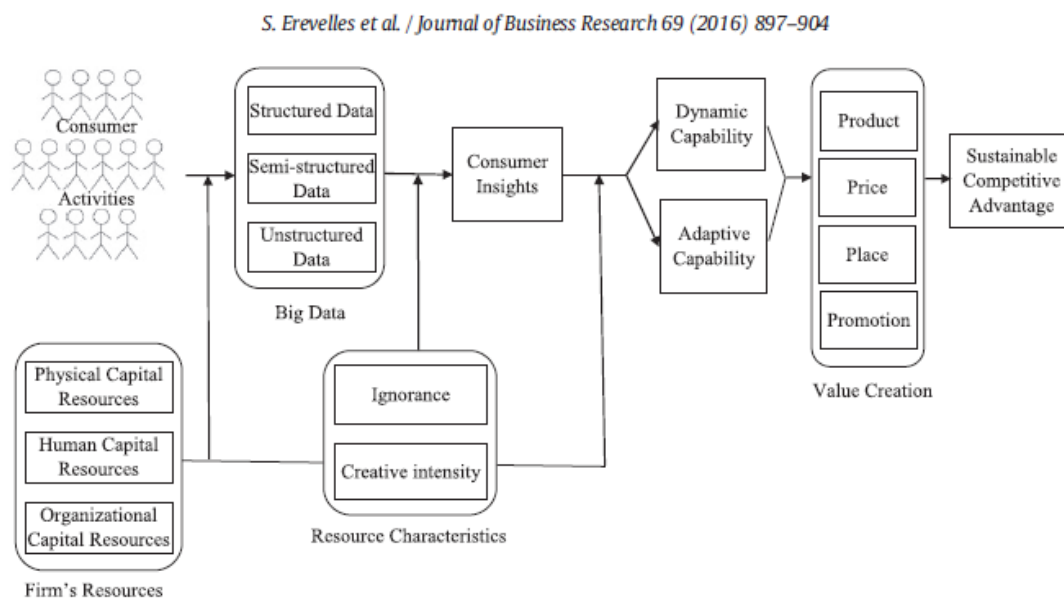 S. Erevelles et al. / Journal of Business Research 69 (2016) 897–904
Consumer
Activities
Structured Data
Semi-structured
Data
Unstructured
Data
Big Data
Consumer
Insights
Dynamic
Capability
Adaptive
Capability
Product
Price
Place
Promotion
Value Creation
Sustainable
Competitive
Advantage
Physical Capital
Resources
Human Capital
Resources
Organizational
Capital Resources
Firm's Resources
Ignorance
Creative intensity
Resource Characteristics